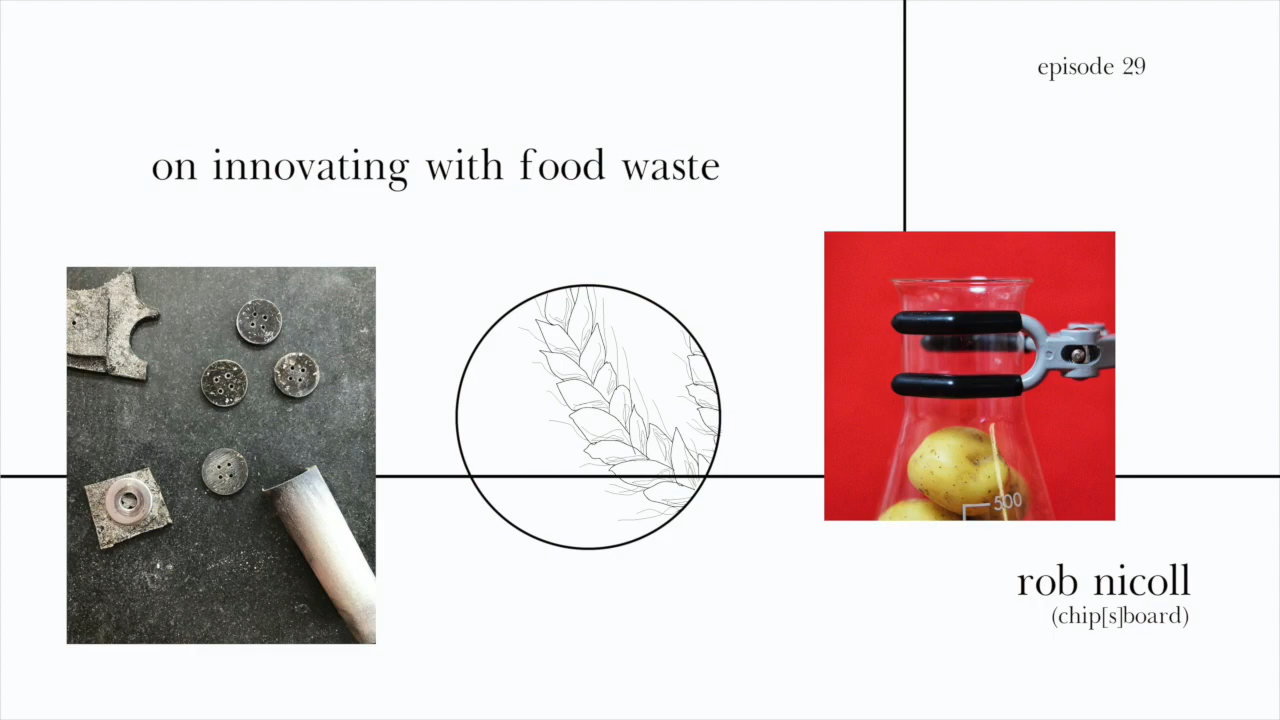 episode 29
on innovating with food waste
500
rob nicoll
(chip[s]board)